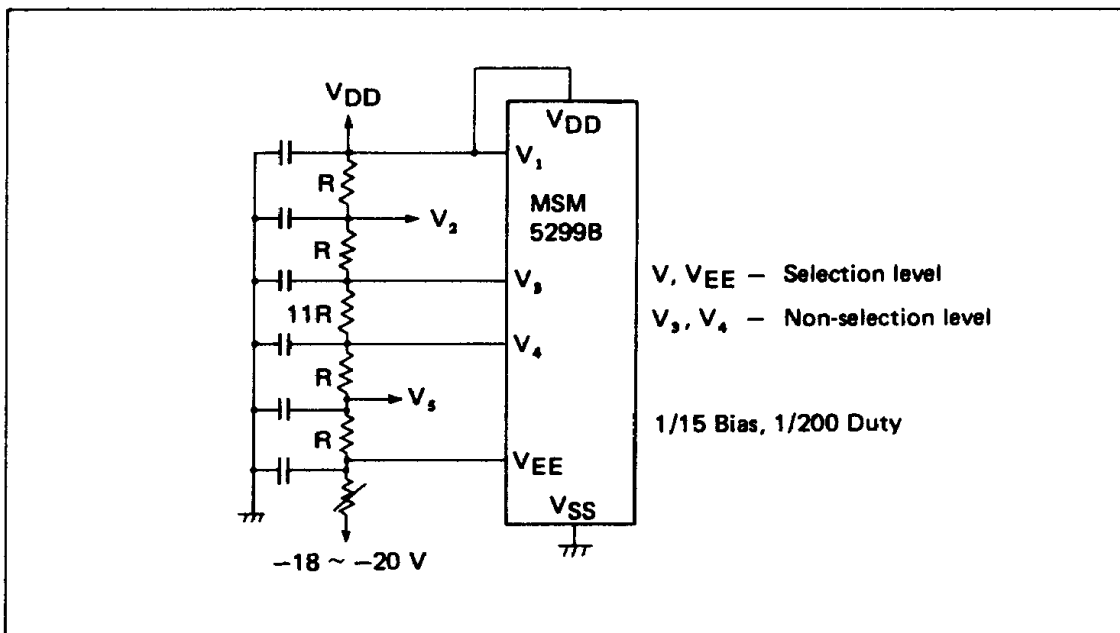 VDD
VDD
V₁
R
MSM
5299B
V₂
R
V₃
V, VEE – Selection level
11R
V₃, V₄ – Non-selection level
V₄
R
V₅
1/15 Bias, 1/200 Duty
R
VEE
VSS
–18 ~ –20 V